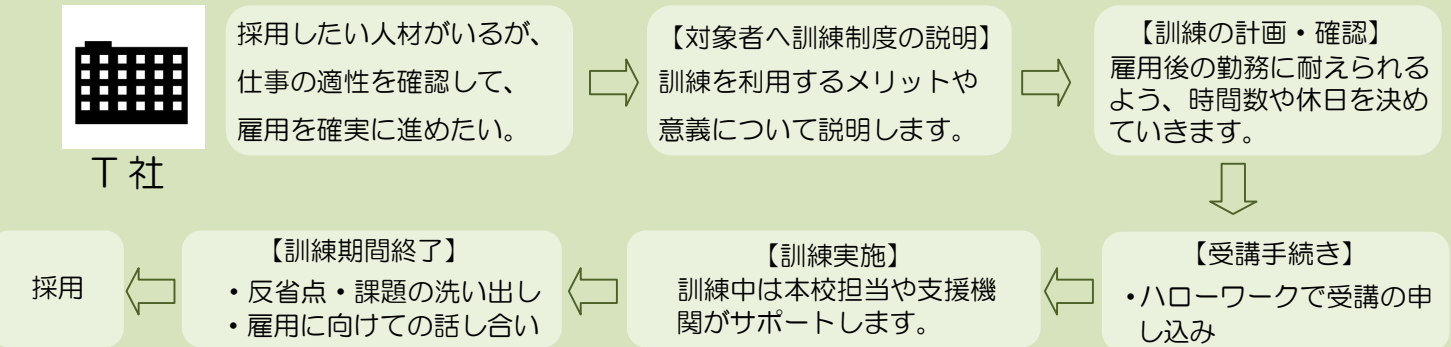 採用したい人材がいるが、
仕事の適性を確認して、
雇用を確実に進めたい。
T社
【対象者へ訓練制度の説明】
訓練を利用するメリットや
意義について説明します。
【訓練の計画・確認】
雇用後の勤務に耐えられる
よう、時間数や休日を決め
ていきます。
【受講手続き】
・ハローワークで受講の申
し込み
【訓練実施】
訓練中は本校担当や支援機
関がサポートします。
【訓練期間終了】
・反省点・課題の洗い出し
・雇用に向けての話し合い
採用